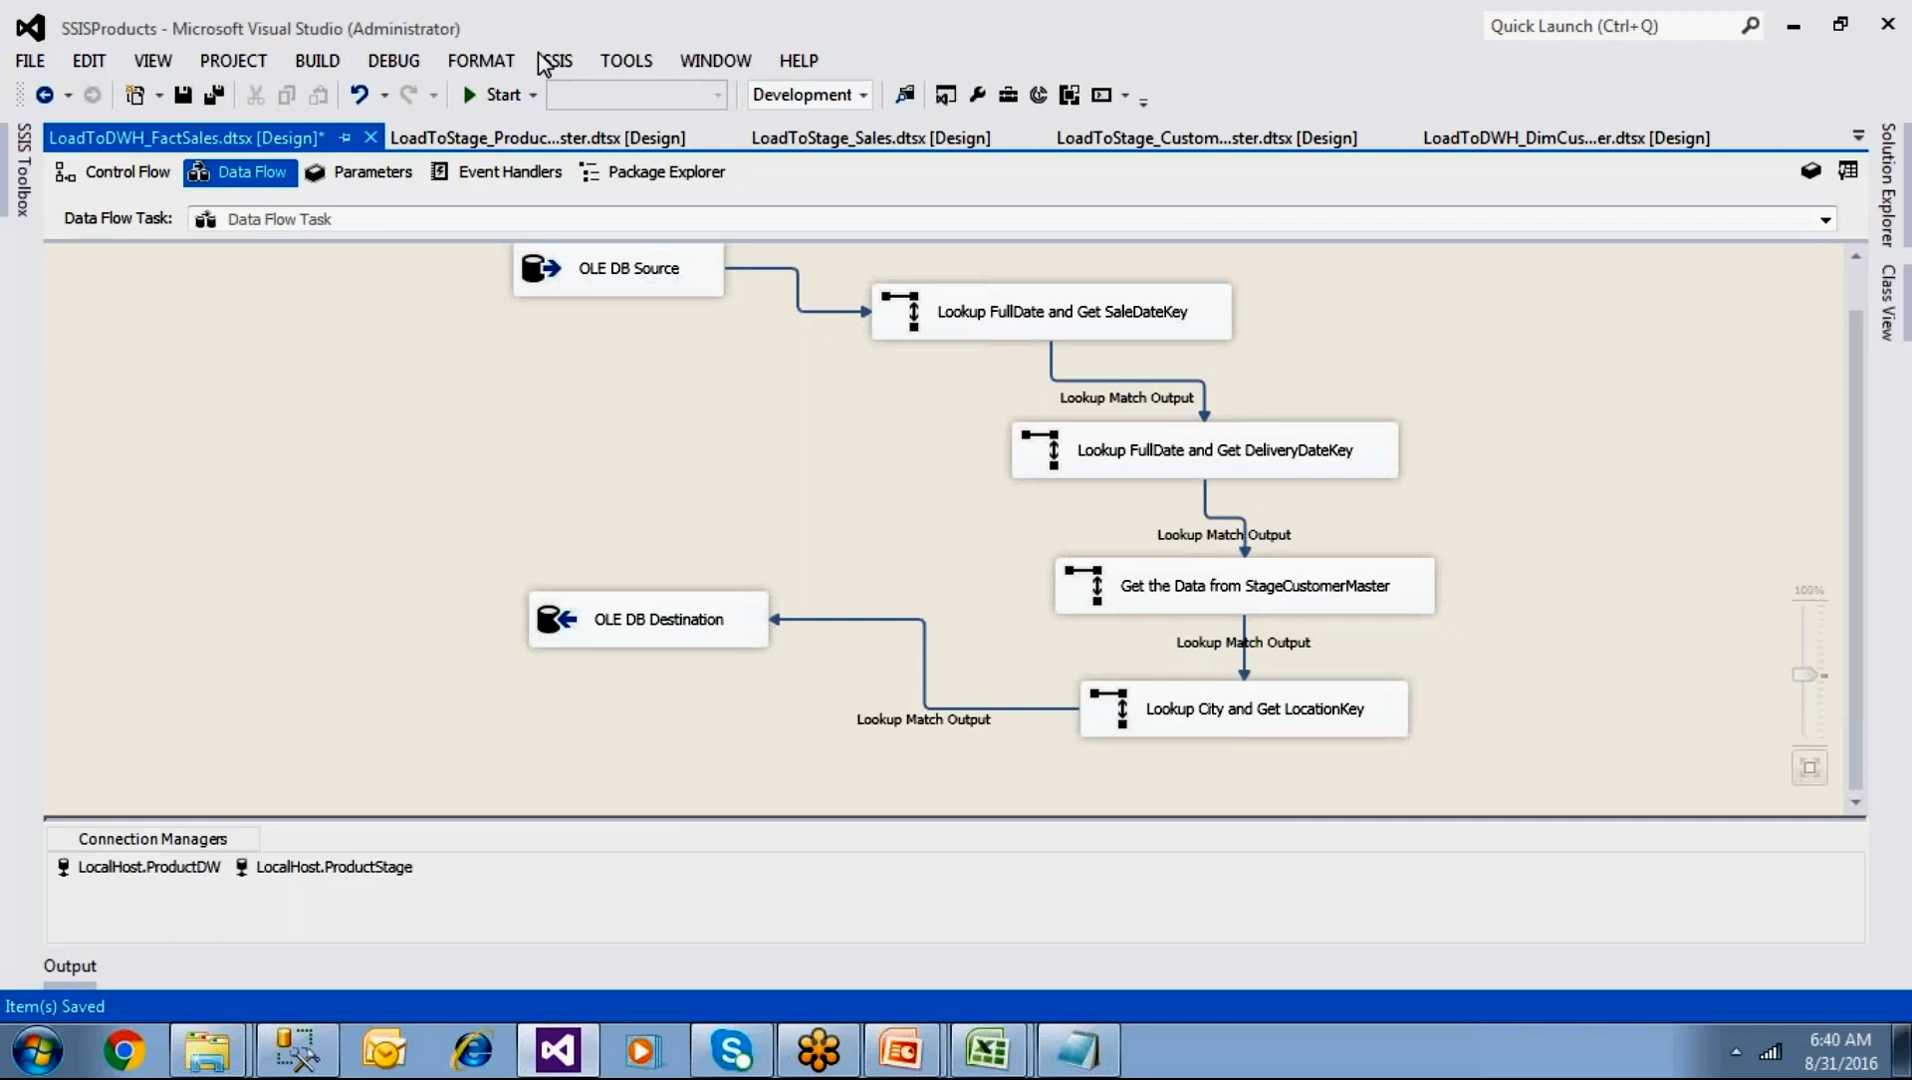 SSISProducts - Microsoft Visual Studio (Administrator)
Quick Launch (Ctrl+Q)
FILE EDIT VIEW PROJECT BUILD DEBUG FORMAT SSIS TOOLS WINDOW HELP
Start Development
LoadToDWH_FactSales.dtsx [Design]* LoadToStage_Produc...ster.dtsx [Design] LoadToStage_Sales.dtsx [Design] LoadToStage_Custom...ster.dtsx [Design] LoadToDWH_DimCus...er.dtsx [Design]
Control Flow Data Flow Parameters Event Handlers Package Explorer
Data Flow Task: Data Flow Task
SSIS Toolbox
Solution Explorer
Class View
OLE DB Source
Lookup FullDate and Get SaleDateKey
Lookup Match Output
Lookup FullDate and Get DeliveryDateKey
Lookup Match Output
Get the Data from StageCustomerMaster
Lookup Match Output
OLE DB Destination
Lookup City and Get LocationKey
Lookup Match Output
100%
Connection Managers
LocalHost.ProductDW LocalHost.ProductStage
Output
Item(s) Saved
6:40 AM
8/31/2016